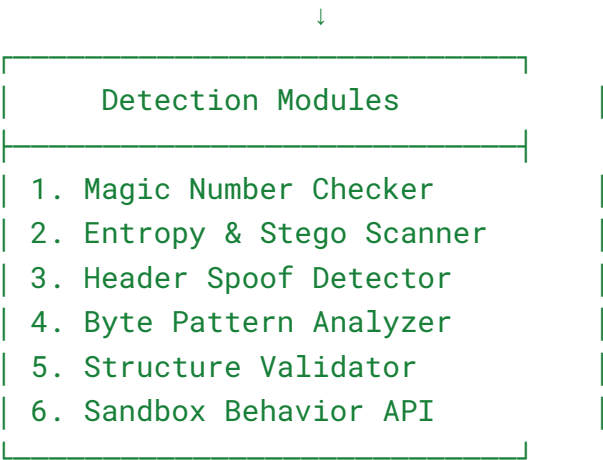 ↓
Detection Modules
1. Magic Number Checker
2. Entropy & Stego Scanner
3. Header Spoof Detector
4. Byte Pattern Analyzer
5. Structure Validator
6. Sandbox Behavior API